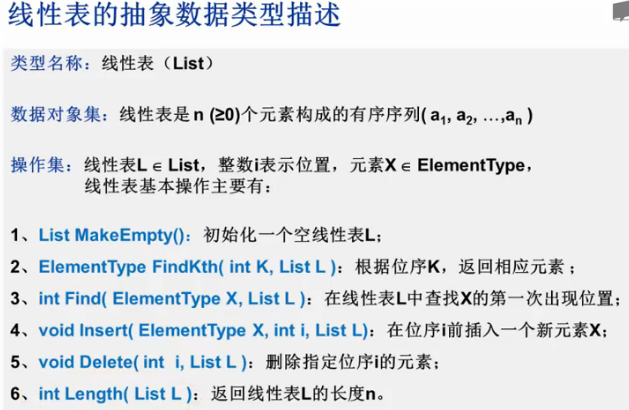 线性表的抽象数据类型描述
类型名称：线性表（List）
数据对象集：线性表是 n (≥0)个元素构成的有序序列( a₁, a₂, …,aₙ )
操作集：线性表L ∈ List，整数i表示位置，元素X ∈ ElementType，
线性表基本操作主要有：
1、List MakeEmpty()：初始化一个空线性表L；
2、ElementType FindKth( int K, List L )：根据位序K，返回相应元素 ；
3、int Find( ElementType X, List L )：在线性表L中查找X的第一次出现位置；
4、void Insert( ElementType X, int i, List L)：在位序i前插入一个新元素X；
5、void Delete( int i, List L )：删除指定位序i的元素；
6、int Length( List L )：返回线性表L的长度n。